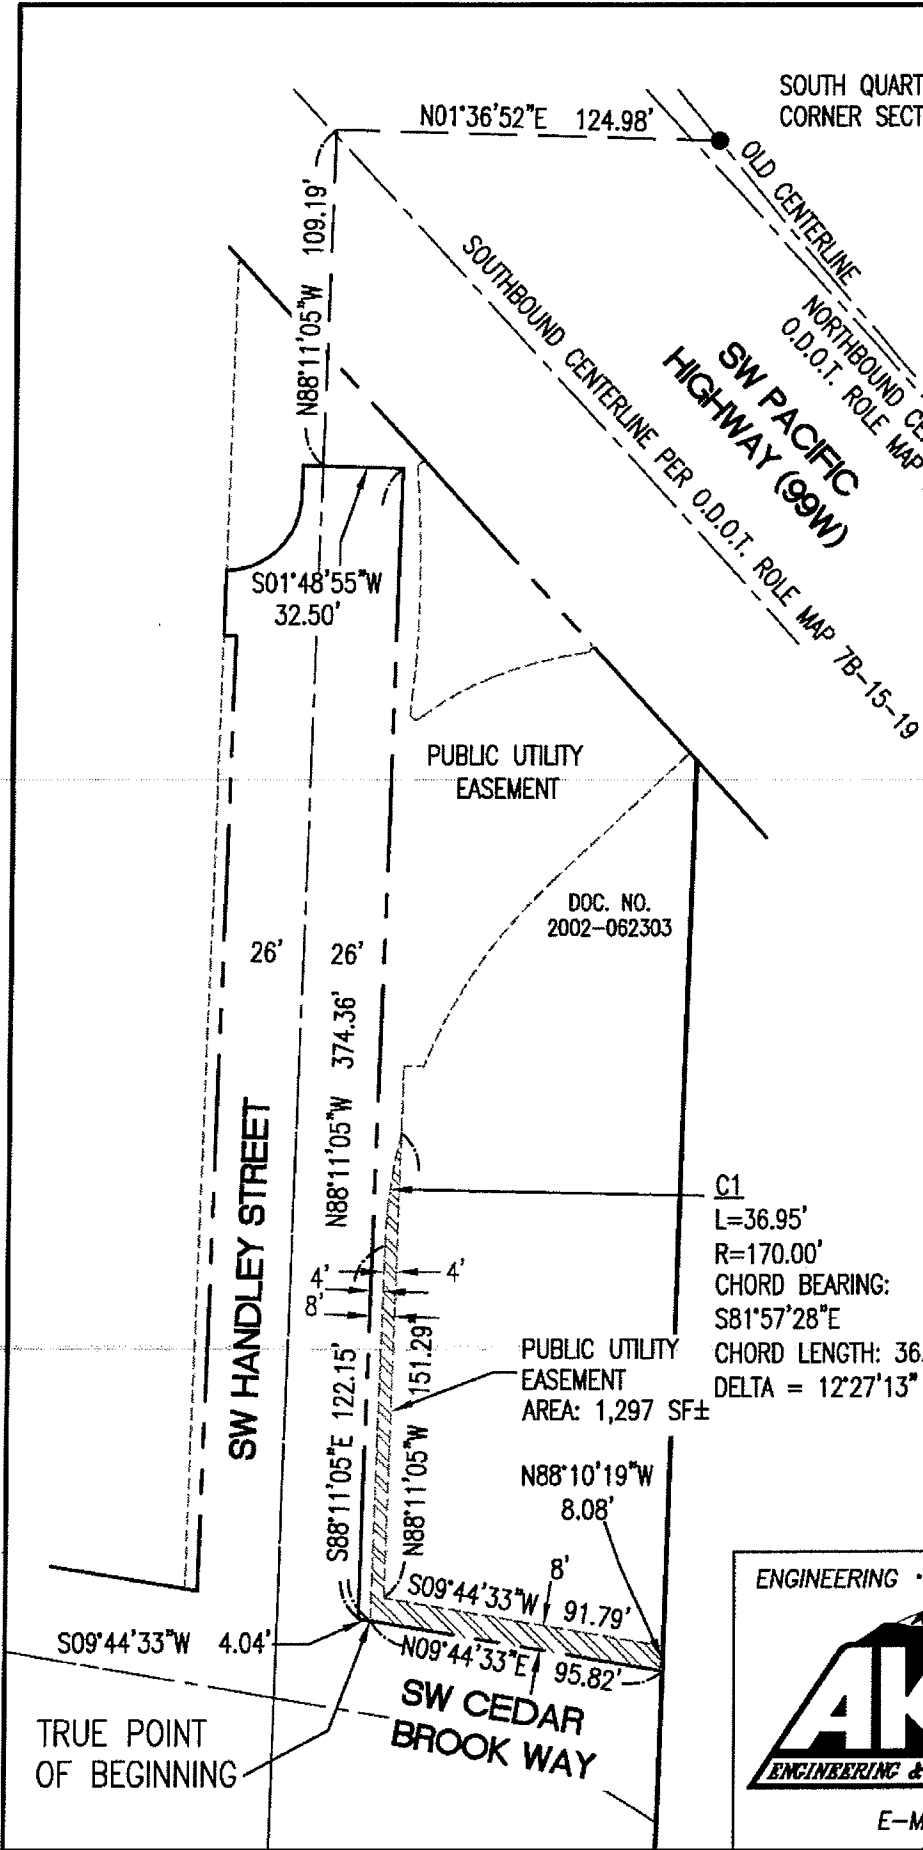 SOUTH QUART
CORNER SECT
N01°36'52"E 124.98'
OLD CENTERLINE
N88°11'05"W 109.19'
SOUTHBOUND CENTERLINE PER O.D.O.T. ROLE MAP 7B-15-19
NORTHBOUND CE
O.D.O.T. ROLE MAP
SW PACIFIC
HIGHWAY (99W)
S01°48'55"W
32.50'
PUBLIC UTILITY
EASEMENT
DOC. NO.
2002-062303
26'
26'
N88°11'05"W 374.36'
SW HANDLEY STREET
C1
L=36.95'
R=170.00'
CHORD BEARING:
S81°57'28"E
CHORD LENGTH: 36.
DELTA = 12°27'13"
4'
4'
8'
S88°11'05"E 122.15'
N88°11'05"W 151.29'
PUBLIC UTILITY
EASEMENT
AREA: 1,297 SF±
N88°10'19"W
8.08'
8'
S09°44'33"W 91.79'
S09°44'33"W 4.04'
N09°44'33"E 95.82'
SW CEDAR
BROOK WAY
TRUE POINT
OF BEGINNING
ENGINEERING ·
AK
ENGINEERING &
E-M